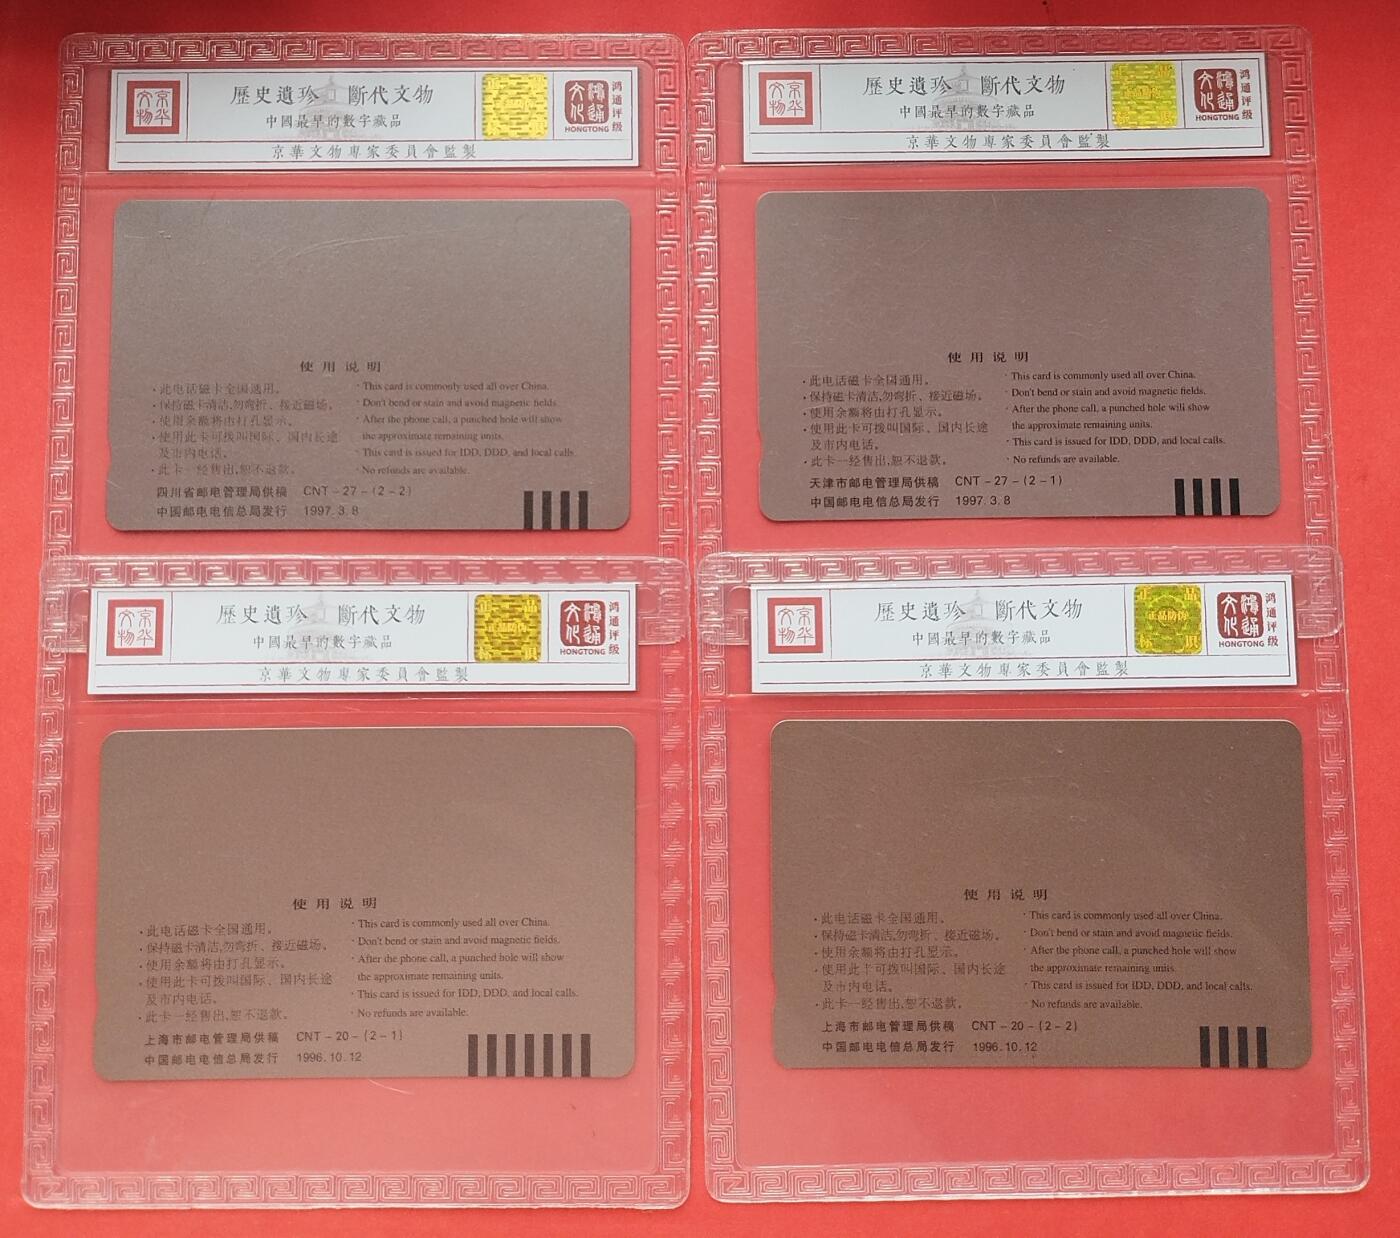 京华文物
歷史遺珍 斷代文物
中國最早的數字藏品
鴻通文化
HONGTONG
鸿通评级
京華文物專家委員會監製
使用说明
·此电话磁卡全国通用。
·保持磁卡清洁,勿弯折、接近磁场。
·使用余额将由打孔显示。
·使用此卡可拨叫国际、国内长途
及市内电话。
·此卡一经售出,恕不退款。
· This card is commonly used all over China.
· Don't bend or stain and avoid magnetic fields.
· After the phone call, a punched hole will show
the approximate remaining units.
· This card is issued for IDD, DDD, and local calls.
· No refunds are available.
四川省邮电管理局供稿 CNT-27-(2-2)
中国邮电电信总局发行 1997.3.8
京华文物
歷史遺珍 斷代文物
中國最早的數字藏品
鴻通文化
HONGTONG
鸿通评级
京華文物專家委員會監製
使用说明
·此电话磁卡全国通用。
·保持磁卡清洁,勿弯折、接近磁场。
·使用余额将由打孔显示。
·使用此卡可拨叫国际、国内长途
及市内电话。
·此卡一经售出,恕不退款。
· This card is commonly used all over China.
· Don't bend or stain and avoid magnetic fields.
· After the phone call, a punched hole will show
the approximate remaining units.
· This card is issued for IDD, DDD, and local calls.
· No refunds are available.
天津市邮电管理局供稿 CNT-27-(2-1)
中国邮电电信总局发行 1997.3.8
京华文物
歷史遺珍 斷代文物
中國最早的數字藏品
正品防伪
鴻通文化
HONGTONG
鸿通评级
京華文物專家委員會監製
使用说明
·此电话磁卡全国通用。
·保持磁卡清洁,勿弯折、接近磁场。
·使用余额将由打孔显示。
·使用此卡可拨叫国际、国内长途
及市内电话。
·此卡一经售出,恕不退款。
· This card is commonly used all over China.
· Don't bend or stain and avoid magnetic fields.
· After the phone call, a punched hole will show
the approximate remaining units.
· This card is issued for IDD, DDD, and local calls.
· No refunds are available.
上海市邮电管理局供稿 CNT-20-(2-1)
中国邮电电信总局发行 1996.10.12
京华文物
歷史遺珍 斷代文物
中國最早的數字藏品
正品
正品防伪
标识
鴻通文化
HONGTONG
鸿通评级
京華文物專家委員會監製
使用说明
·此电话磁卡全国通用。
·保持磁卡清洁,勿弯折、接近磁场。
·使用余额将由打孔显示。
·使用此卡可拨叫国际、国内长途
及市内电话。
·此卡一经售出,恕不退款。
· This card is commonly used all over China.
· Don't bend or stain and avoid magnetic fields.
· After the phone call, a punched hole will show
the approximate remaining units.
· This card is issued for IDD, DDD, and local calls.
· No refunds are available.
上海市邮电管理局供稿 CNT-20-(2-2)
中国邮电电信总局发行 1996.10.12